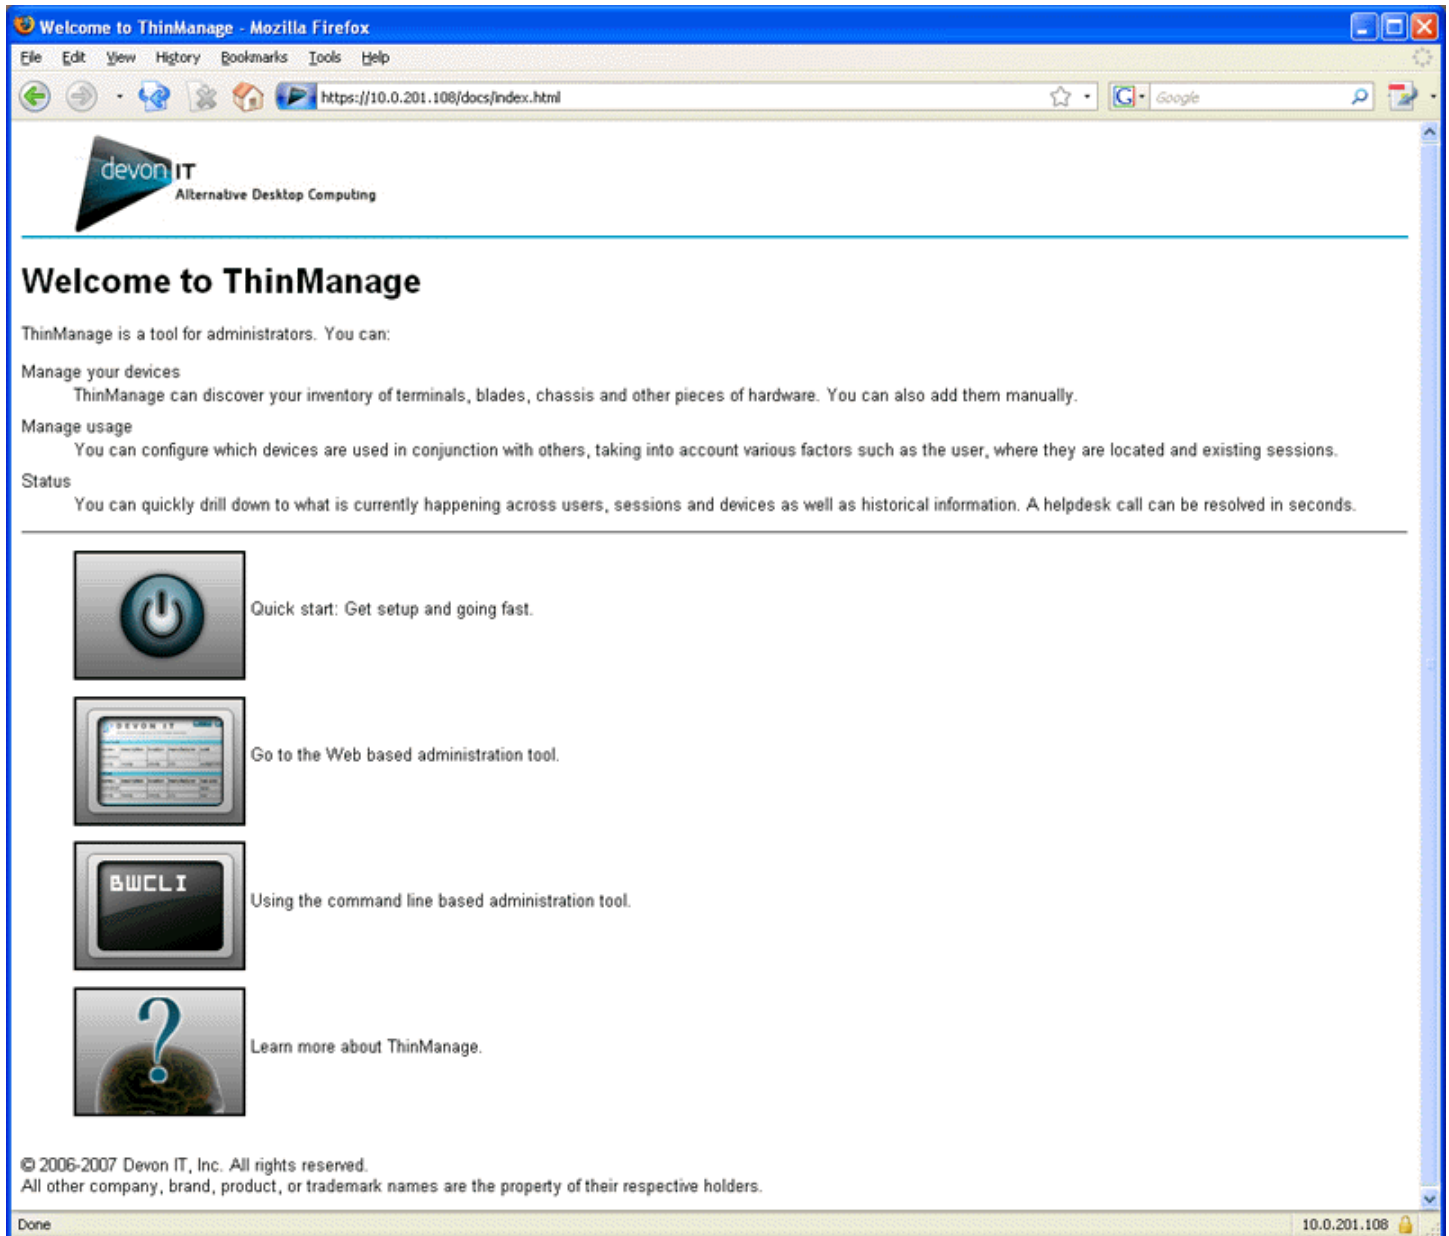 Welcome to ThinManage - Mozilla Firefox
File Edit View History Bookmarks Tools Help
https://10.0.201.108/docs/index.html
G Google
devon IT
Alternative Desktop Computing
Welcome to ThinManage
ThinManage is a tool for administrators. You can:
Manage your devices
ThinManage can discover your inventory of terminals, blades, chassis and other pieces of hardware. You can also add them manually.
Manage usage
You can configure which devices are used in conjunction with others, taking into account various factors such as the user, where they are located and existing sessions.
Status
You can quickly drill down to what is currently happening across users, sessions and devices as well as historical information. A helpdesk call can be resolved in seconds.
Quick start: Get setup and going fast.
DEVON IT
Go to the Web based administration tool.
BWCLI
Using the command line based administration tool.
?
Learn more about ThinManage.
© 2006-2007 Devon IT, Inc. All rights reserved.
All other company, brand, product, or trademark names are the property of their respective holders.
Done
10.0.201.108